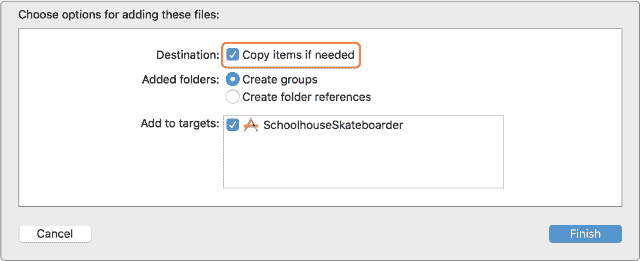 Choose options for adding these files:
Destination: Copy items if needed
Added folders: Create groups
Create folder references
Add to targets: SchoolhouseSkateboarder
Cancel Finish